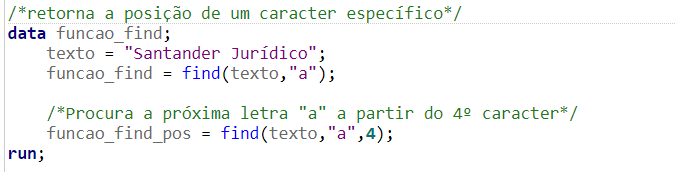 /*retorna a posição de um caracter específico*/
data funcao_find;
texto = "Santander Jurídico";
funcao_find = find(texto,"a");
/*Procura a próxima letra "a" a partir do 4º caracter*/
funcao_find_pos = find(texto,"a",4);
run;